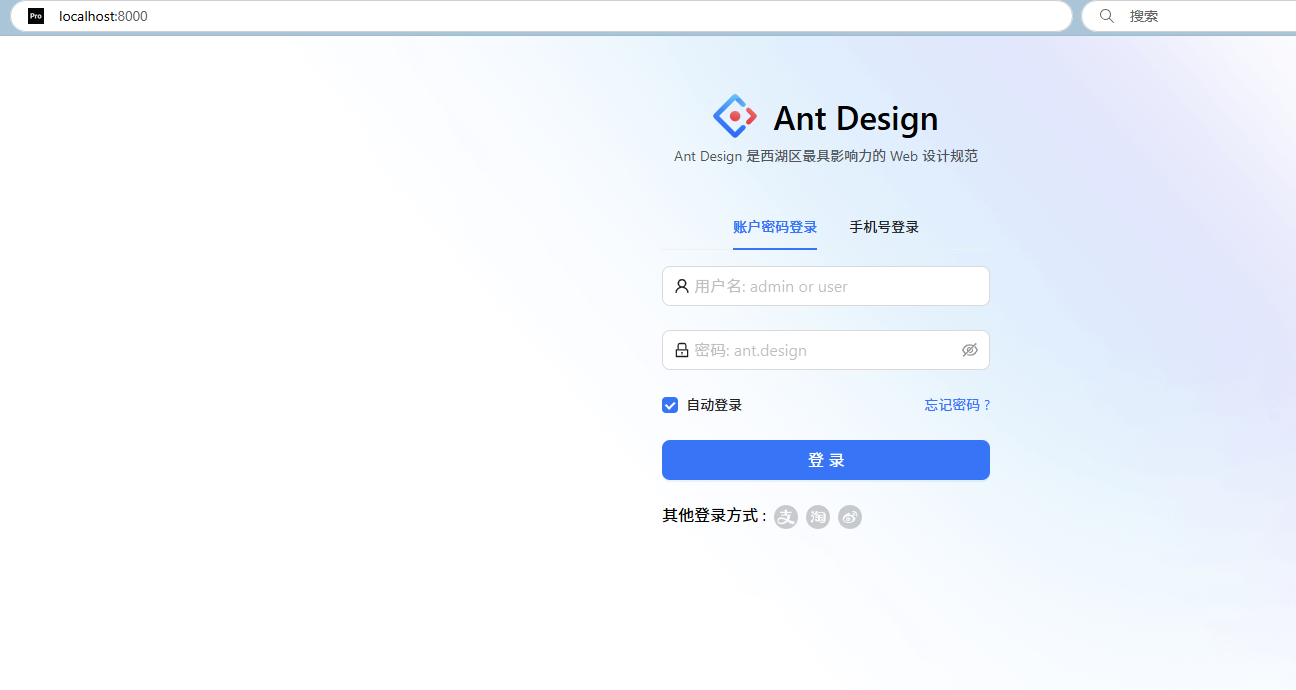 Pro localhost:8000 搜索
Ant Design
Ant Design 是西湖区最具影响力的 Web 设计规范
账户密码登录 手机号登录
用户名: admin or user
密码: ant.design
自动登录 忘记密码 ?
登 录
其他登录方式 : 支 淘